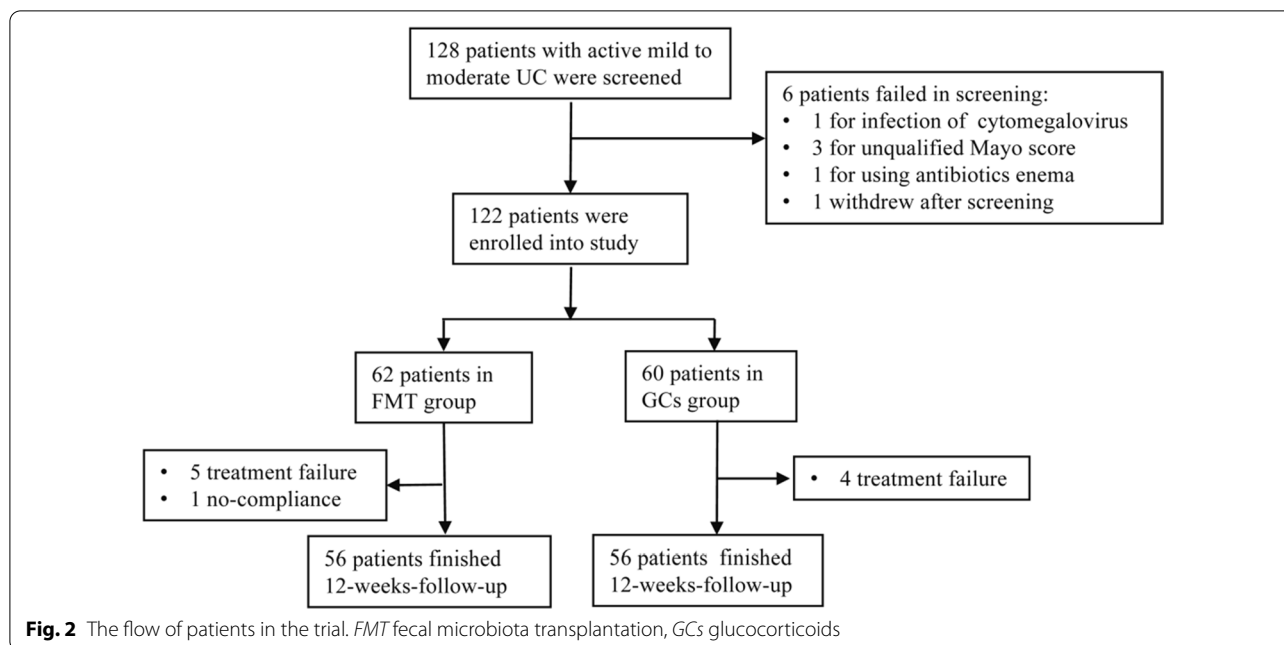 128 patients with active mild to
moderate UC were screened
6 patients failed in screening:
• 1 for infection of cytomegalovirus
• 3 for unqualified Mayo score
• 1 for using antibiotics enema
• 1 withdrew after screening
122 patients were
enrolled into study
62 patients in
FMT group
60 patients in
GCs group
• 5 treatment failure
• 1 no-compliance
• 4 treatment failure
56 patients finished
12-weeks-follow-up
56 patients finished
12-weeks-follow-up
Fig. 2 The flow of patients in the trial. FMT fecal microbiota transplantation, GCs glucocorticoids